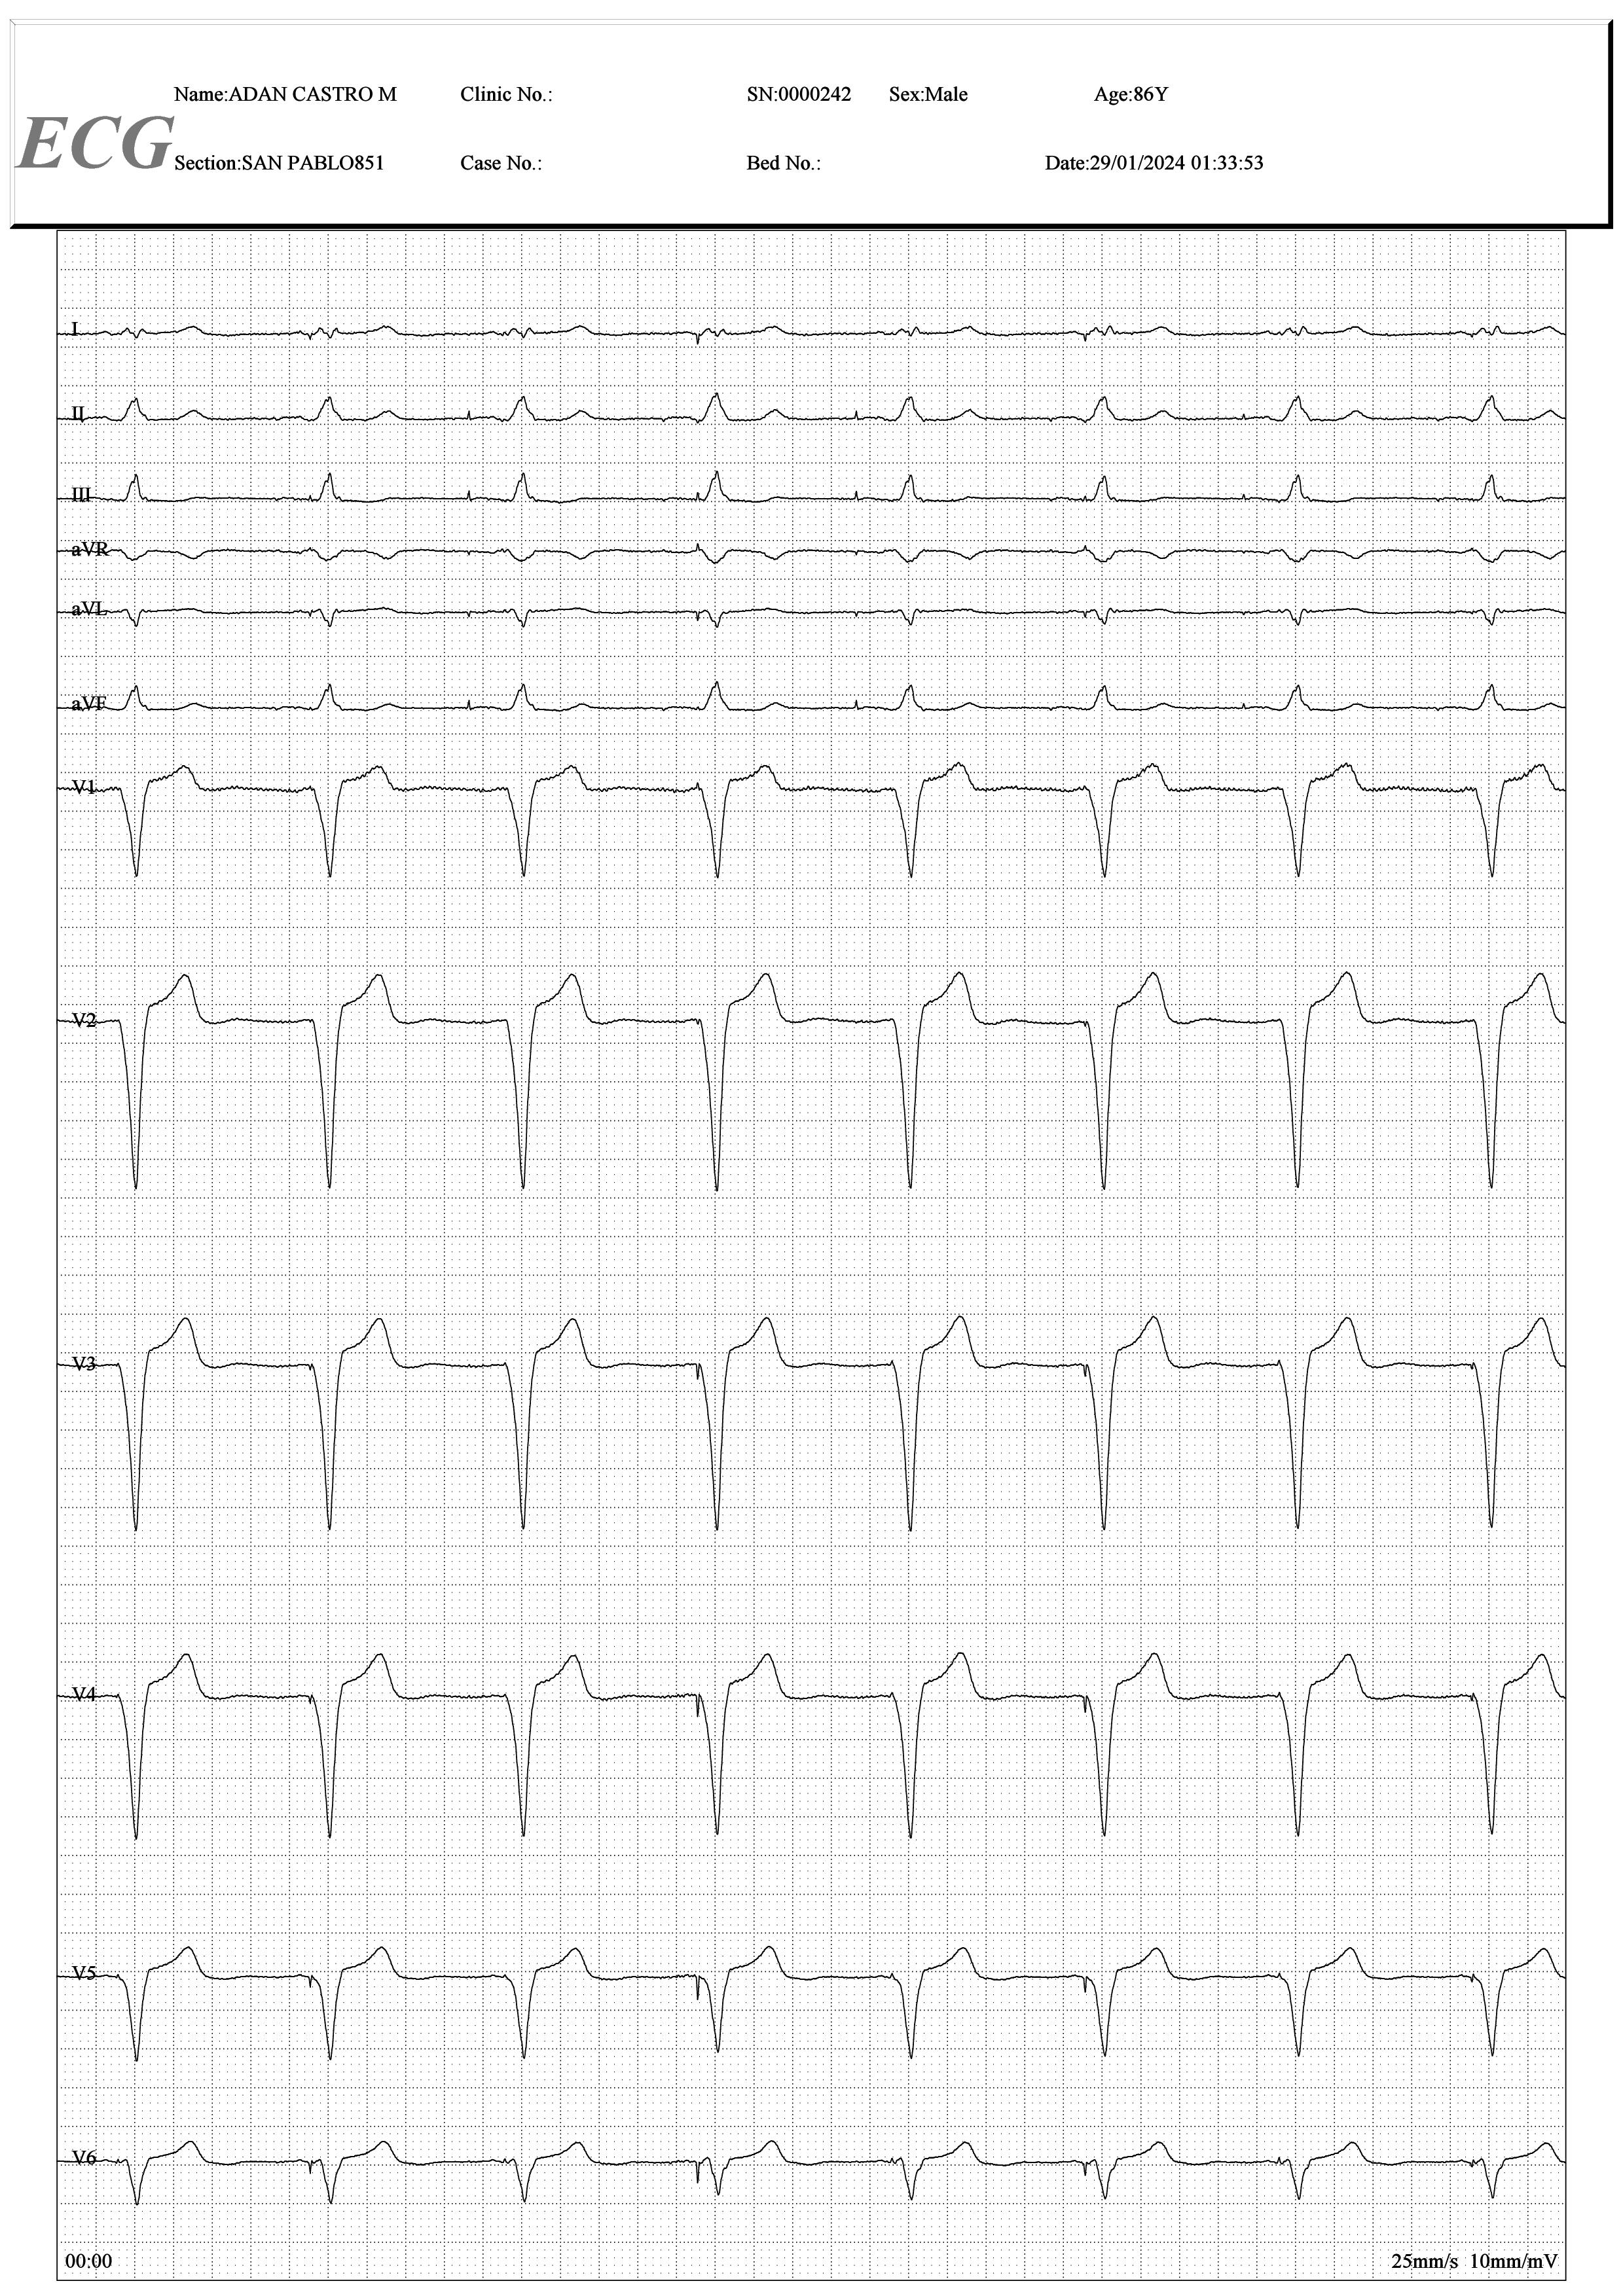 Name:ADAN CASTRO M Clinic No.: SN:0000242 Sex:Male Age:86Y
ECG
Section:SAN PABLO851 Case No.: Bed No.: Date:29/01/2024 01:33:53
I
II
III
aVR
aVL
aVF
V1
V2
V3
V4
V5
V6
00:00 25mm/s 10mm/mV